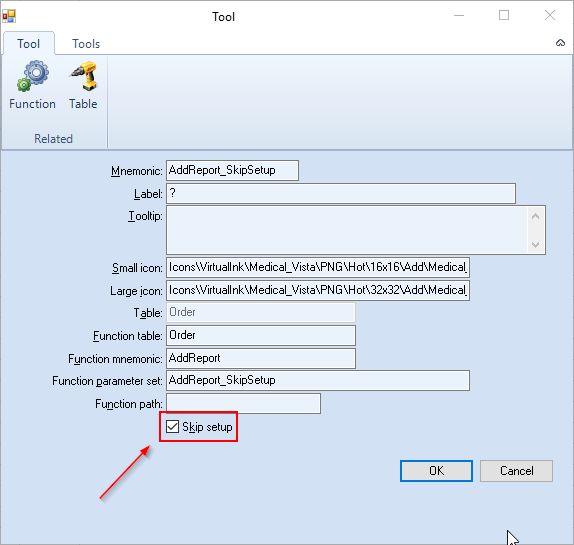 Tool
Tool Tools
Function Table
Related
Mnemonic: AddReport_SkipSetup
Label: ?
Tooltip:
Small icon: Icons\VirtualInk\Medical_Vista\PNG\Hot\16x16\Add\Medical_
Large icon: Icons\VirtualInk\Medical_Vista\PNG\Hot\32x32\Add\Medical_
Table: Order
Function table: Order
Function mnemonic: AddReport
Function parameter set: AddReport_SkipSetup
Function path:
Skip setup
OK Cancel